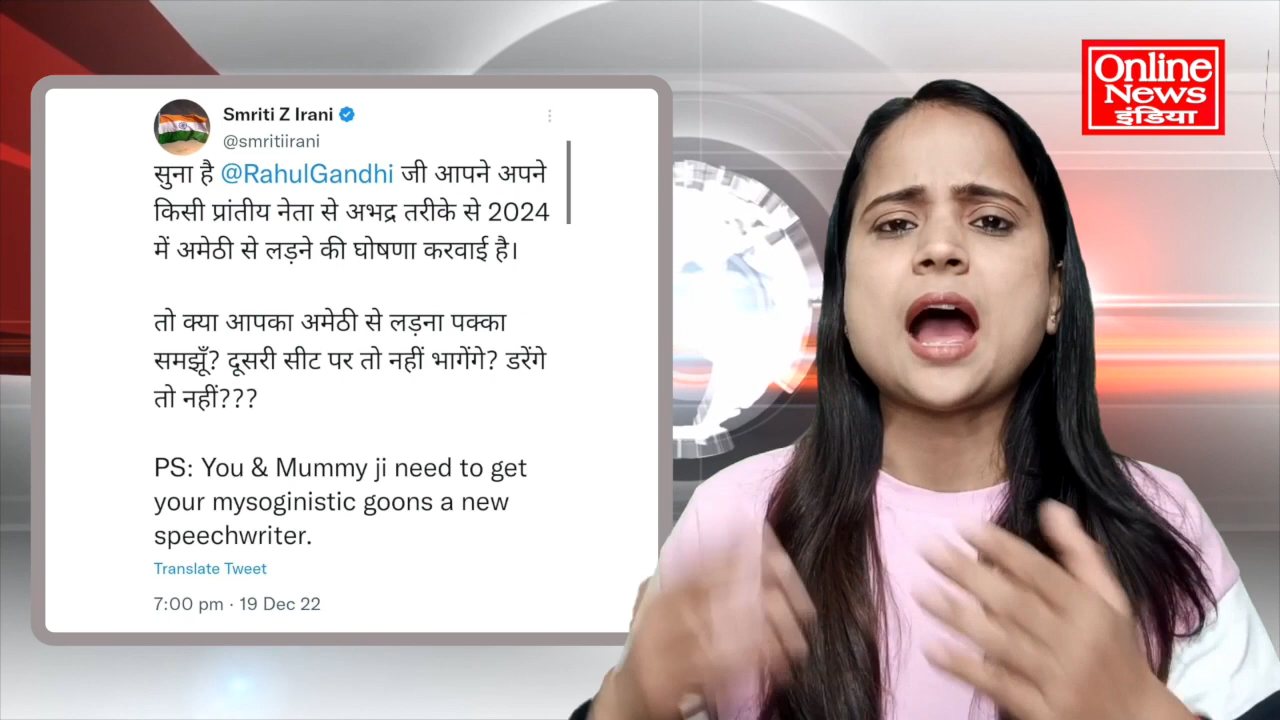 Smriti Z Irani
@smritiirani
सुना है @RahulGandhi जी आपने अपने
किसी प्रांतीय नेता से अभद्र तरीके से 2024
में अमेठी से लड़ने की घोषणा करवाई है।
तो क्या आपका अमेठी से लड़ना पक्का
समझूँ? दूसरी सीट पर तो नहीं भागेंगे? डरेंगे
तो नहीं???
PS: You & Mummy ji need to get
your mysoginistic goons a new
speechwriter.
Translate Tweet
7:00 pm · 19 Dec 22
Online
News
इंडिया